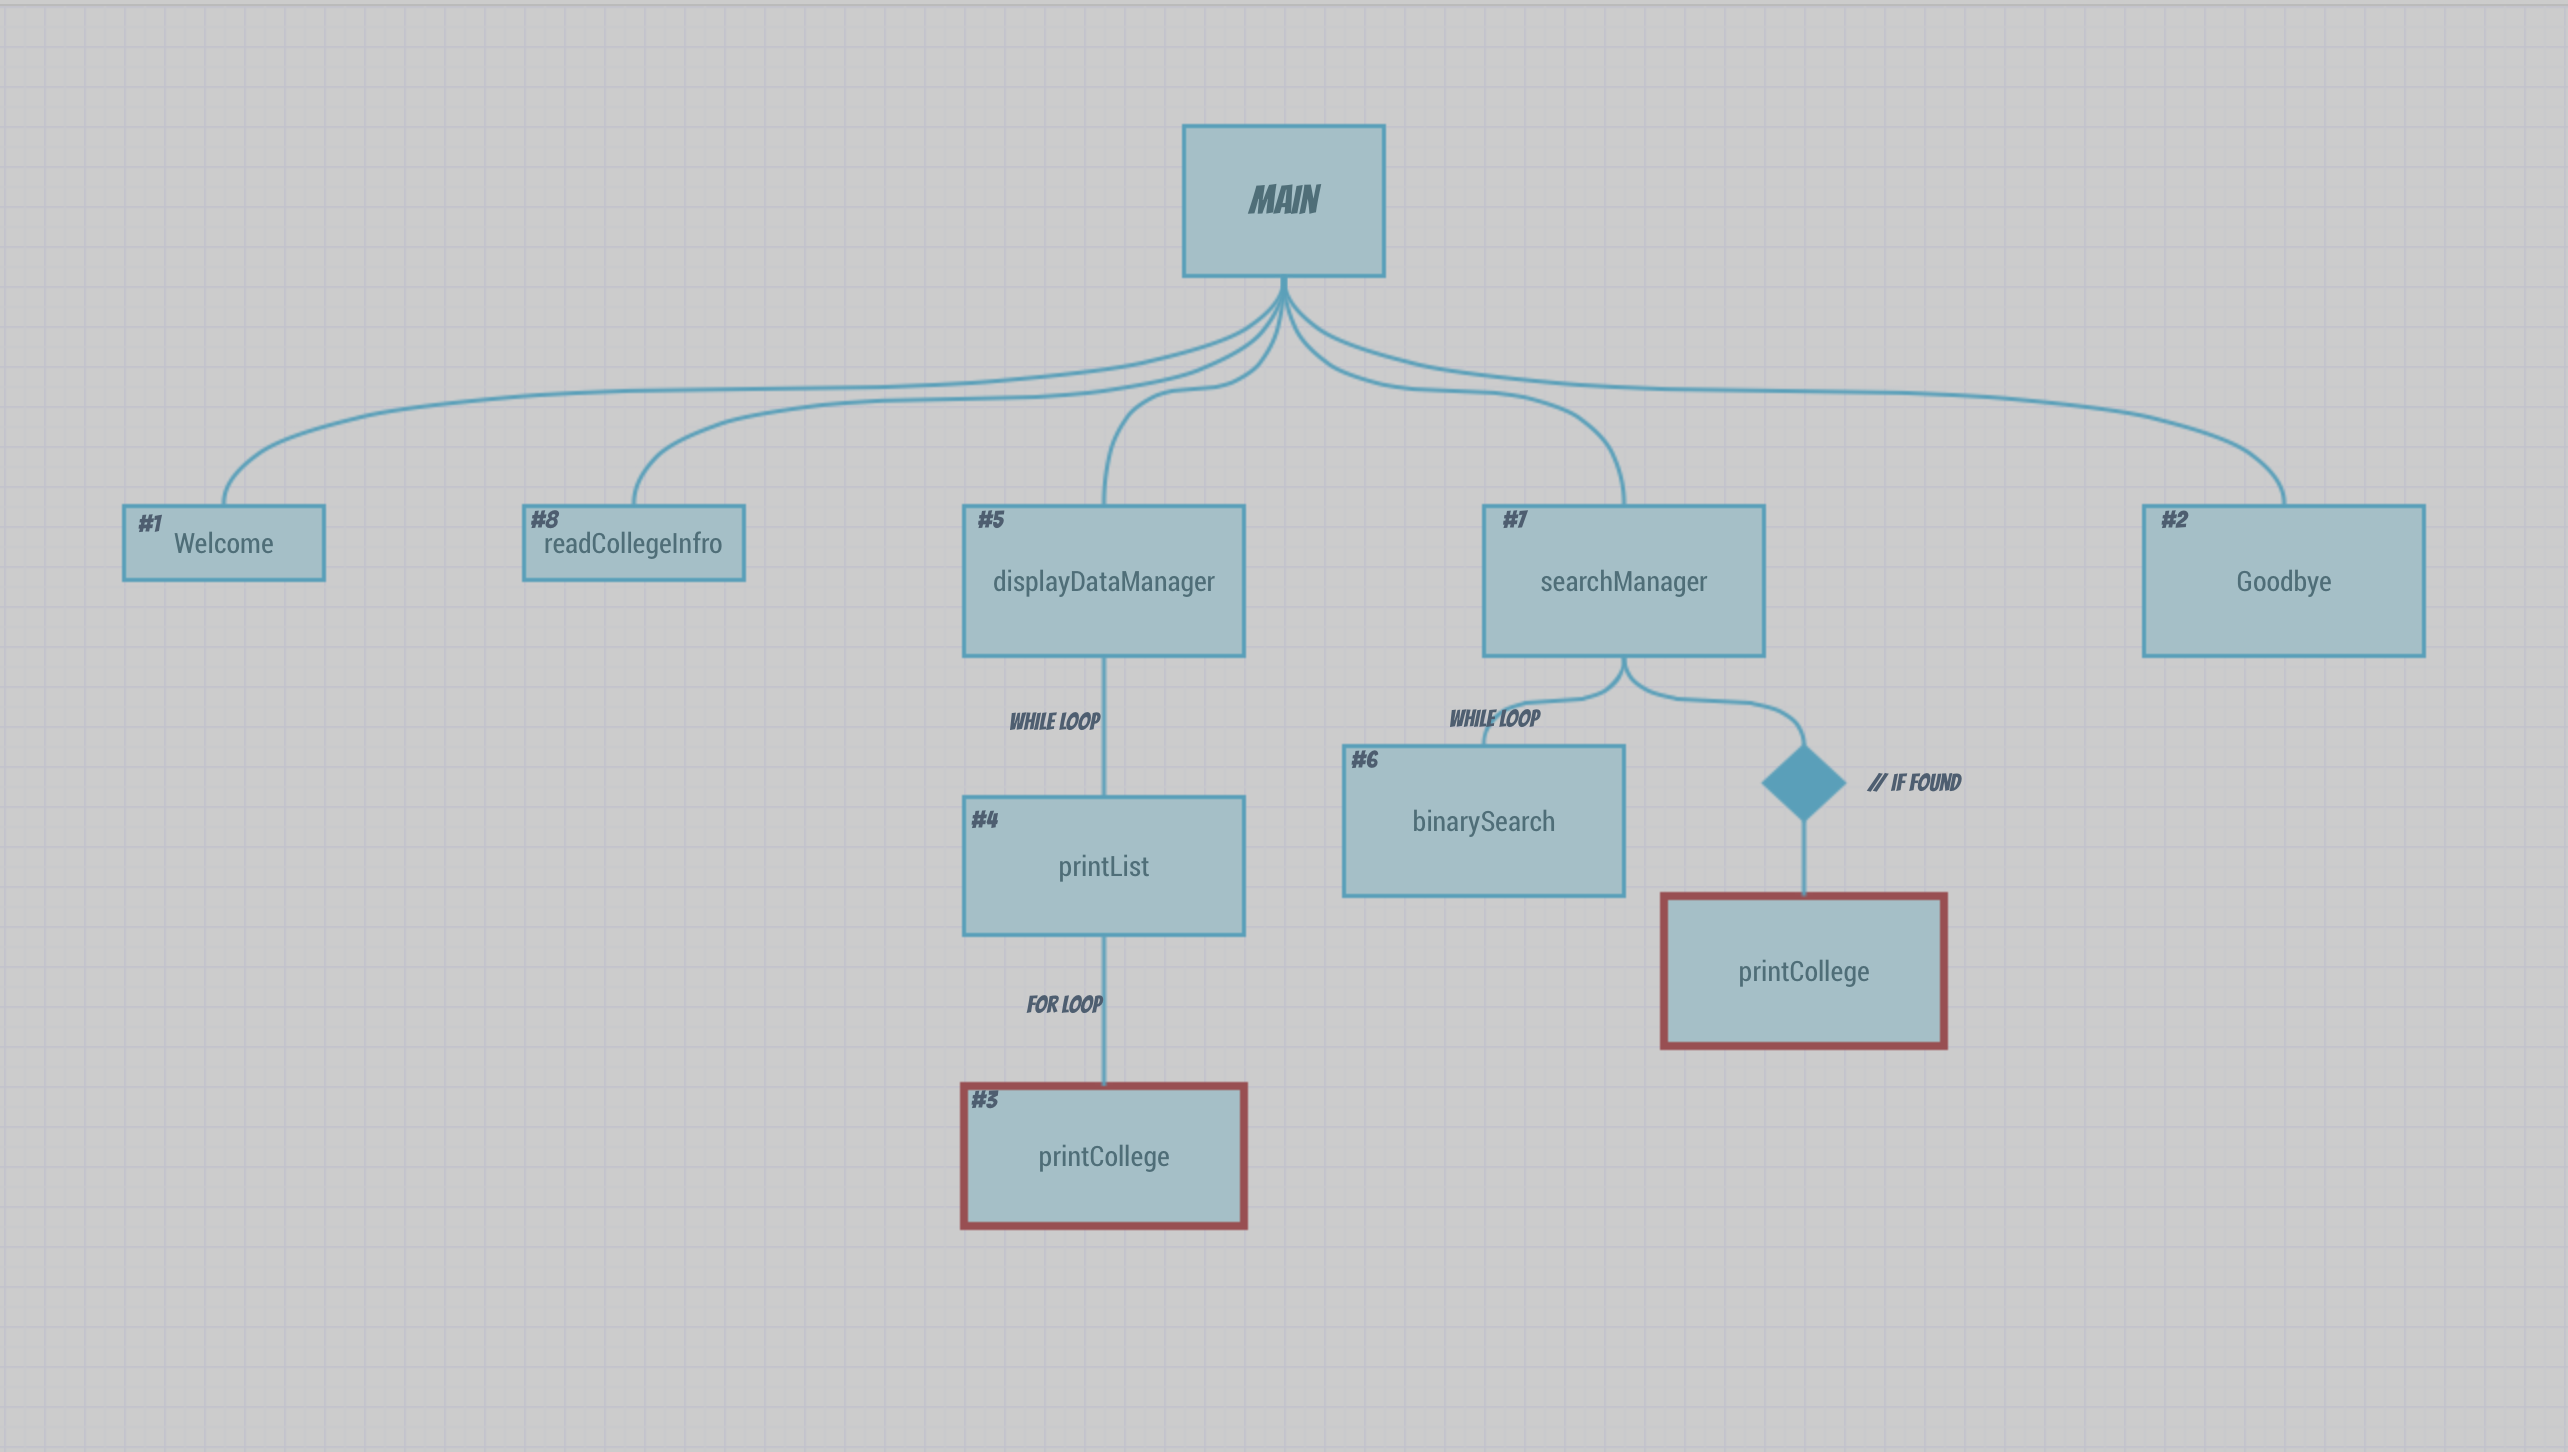 MAIN
#1
Welcome
#8
readCollegeInfro
#5
displayDataManager
#7
searchManager
#2
Goodbye
WHILE LOOP
WHILE LOOP
#6
binarySearch
// IF FOUND
#4
printList
printCollege
FOR LOOP
#3
printCollege